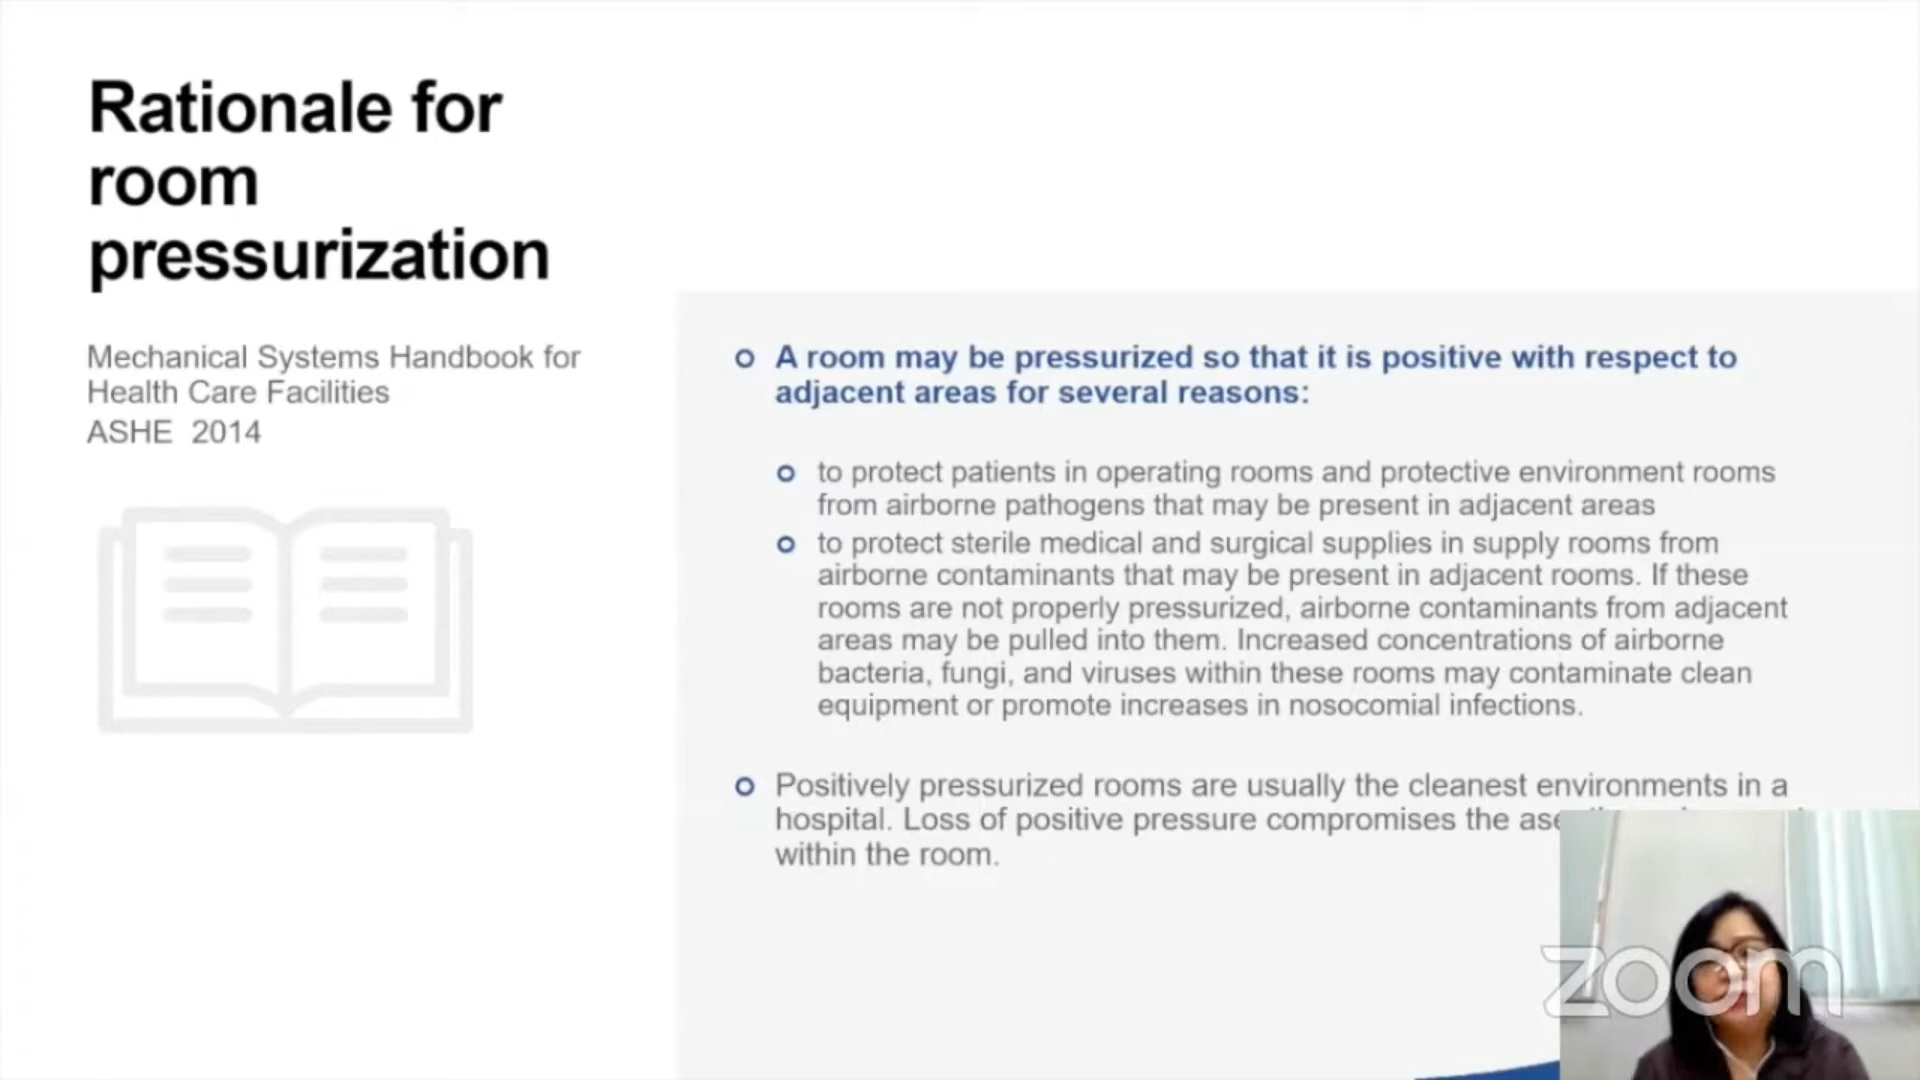 Rationale for
room
pressurization
Mechanical Systems Handbook for
Health Care Facilities
ASHE 2014
A room may be pressurized so that it is positive with respect to
adjacent areas for several reasons:
to protect patients in operating rooms and protective environment rooms
from airborne pathogens that may be present in adjacent areas
to protect sterile medical and surgical supplies in supply rooms from
airborne contaminants that may be present in adjacent rooms. If these
rooms are not properly pressurized, airborne contaminants from adjacent
areas may be pulled into them. Increased concentrations of airborne
bacteria, fungi, and viruses within these rooms may contaminate clean
equipment or promote increases in nosocomial infections.
Positively pressurized rooms are usually the cleanest environments in a
hospital. Loss of positive pressure compromises the
within the room.
zoom